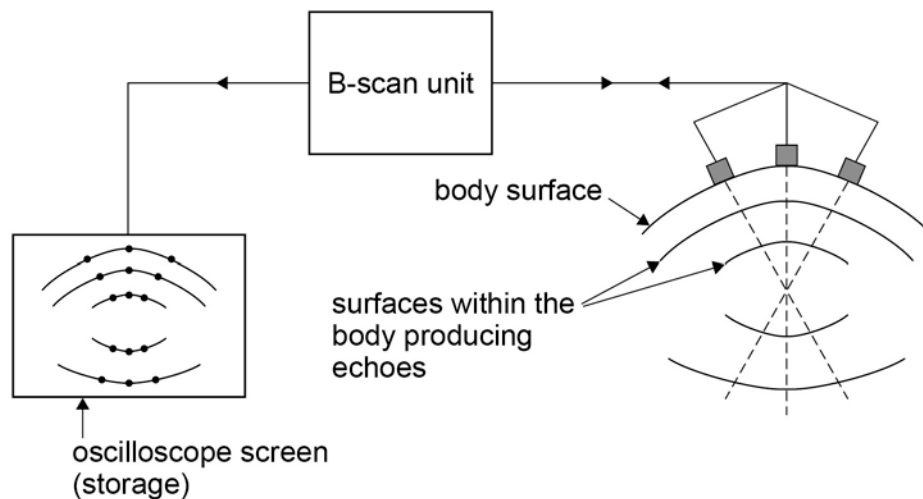 B-scan unit
body surface
surfaces within the
body producing
echoes
oscilloscope screen
(storage)